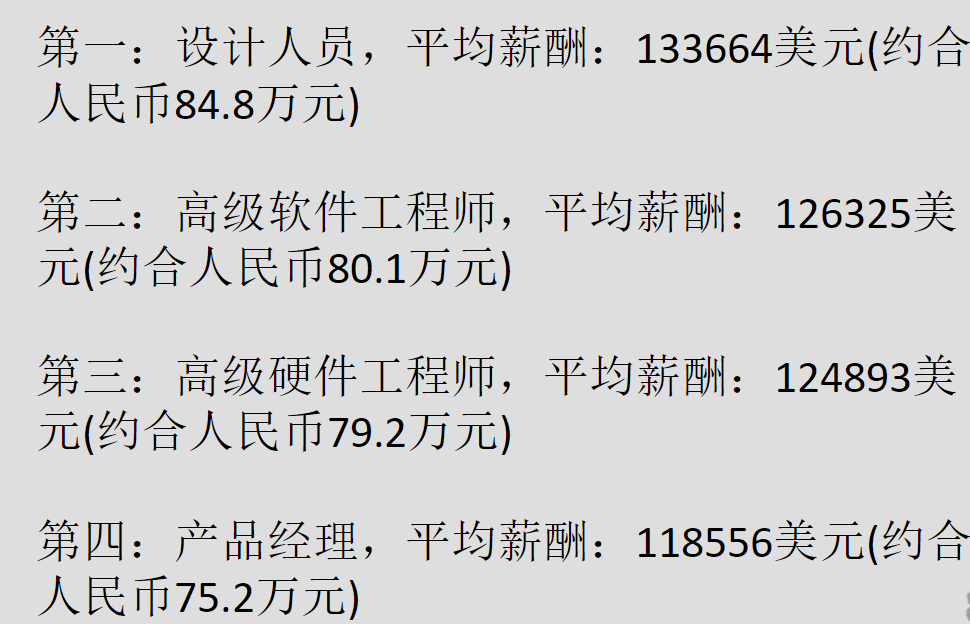 第一：设计人员，平均薪酬：133664美元(约合
人民币84.8万元)
第二：高级软件工程师，平均薪酬：126325美
元(约合人民币80.1万元)
第三：高级硬件工程师，平均薪酬：124893美
元(约合人民币79.2万元)
第四：产品经理，平均薪酬：118556美元(约合
人民币75.2万元)